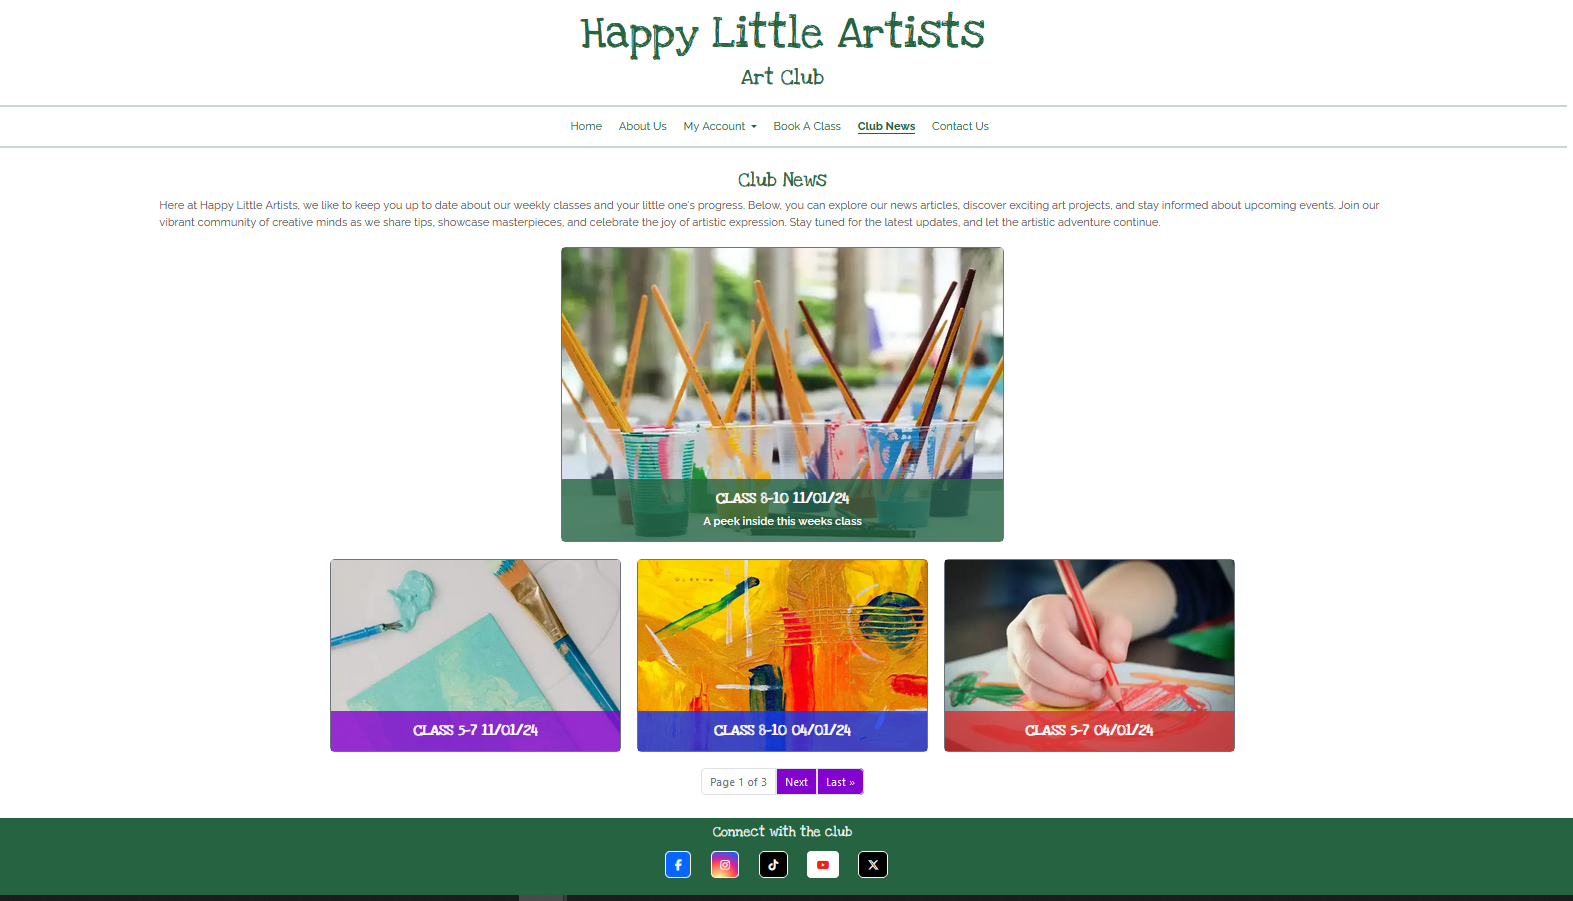 Happy Little Artists
Art Club
Home About Us My Account Book A Class Club News Contact Us
Club News
Here at Happy Little Artists, we like to keep you up to date about our weekly classes and your little one's progress. Below, you can explore our news articles, discover exciting art projects, and stay informed about upcoming events. Join our
vibrant community of creative minds as we share tips, showcase masterpieces, and celebrate the joy of artistic expression. Stay tuned for the latest updates, and let the artistic adventure continue.
CLASS 8-10 11/01/24
A peek inside this weeks class
CLASS 5-7 11/01/24
CLASS 8-10 04/01/24
CLASS 5-7 04/01/24
Page 1 of 3 Next Last »
Connect with the club